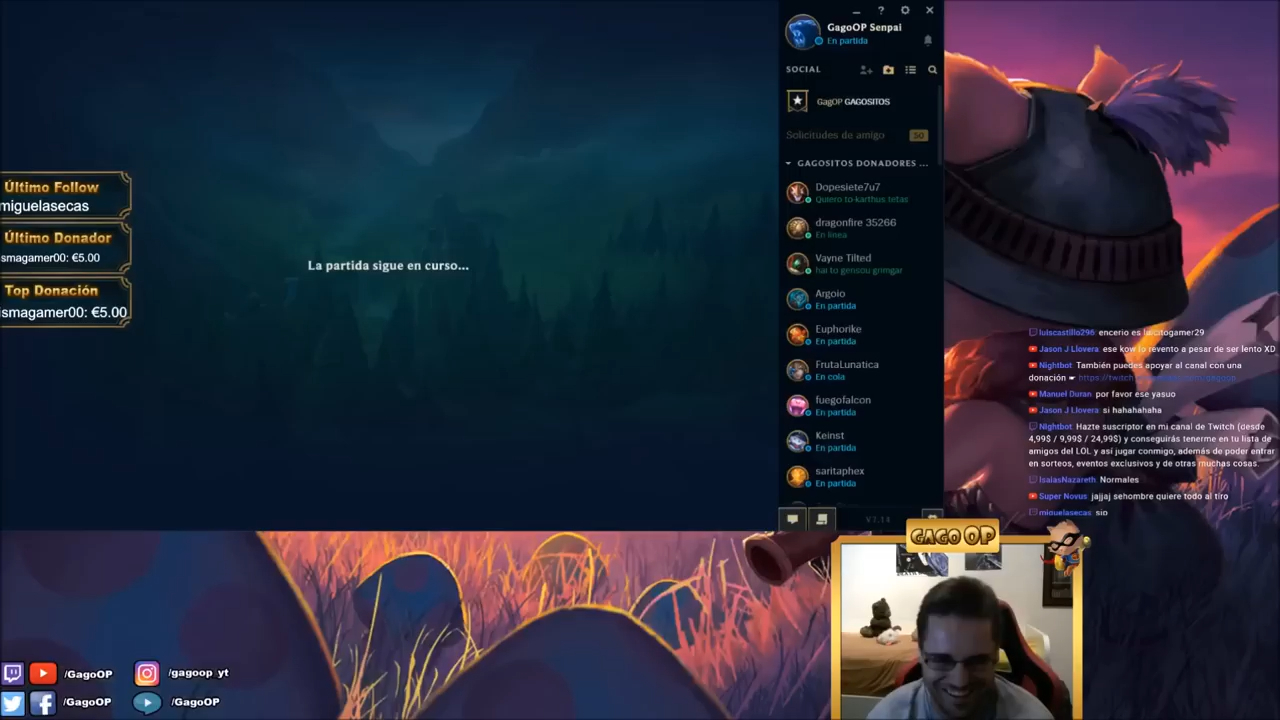 GagoOP Senpai
En partida
SOCIAL
GagOP GAGOSITOS
Solicitudes de amigo
50
GAGOSITOS DONADORES ...
Dopesiete7u7
Quiero to karthus tetas
dragonfire 35266
En línea
Vayne Tilted
hai to gensou grimgar
Argoio
En partida
Euphorike
En partida
FrutaLunatica
En cola
fuegofalcon
En partida
Keinst
En partida
saritaphex
En partida
V7.14
Último Follow
miguelasecas
Último Donador
smagamer00: €5.00
Top Donación
ismagamer00: €5.00
La partida sigue en curso...
luiscastillo296 encerio es luicitogamer29
Jason J Llovera ese kow lo revento a pesar de ser lento XD
Nightbot También puedes apoyar al canal con una
donación ☛
Manuel Duran por favor ese yasuo
Jason J Llovera si hahahahaha
Nightbot Hazte suscriptor en mi canal de Twitch (desde
4,99$ / 9,99$ / 24,99$) y conseguirás tenerme en tu lista de
amigos del LOL y así jugar conmigo, además de poder entrar
en sorteos, eventos exclusivos y de otras muchas cosas.
IsaiasNazareth Normales
Super Novus jajjaj sehombre quiere todo al tiro
miguelasecas sip
GAGO OP
/GagoOP
/gagoop_yt
/GagoOP
/GagoOP